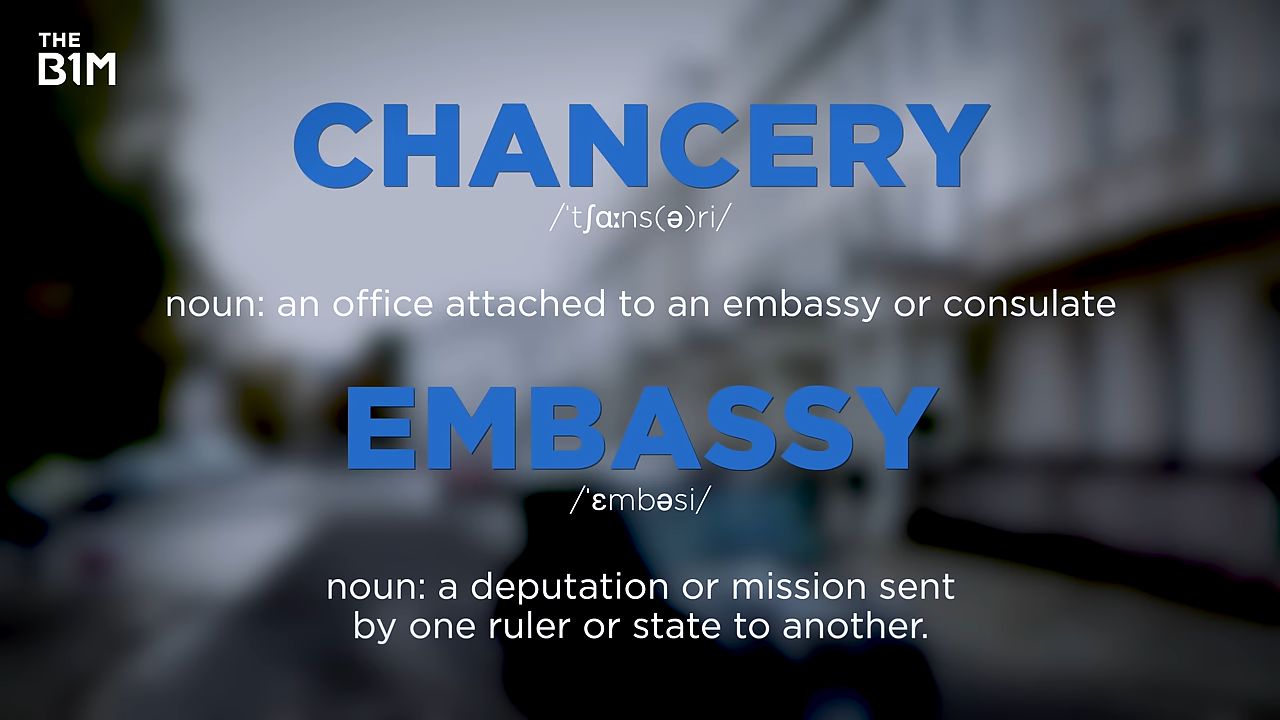 THE
B1M
CHANCERY
/ˈtʃɑːns(ə)ri/
noun: an office attached to an embassy or consulate
EMBASSY
/ˈɛmbəsi/
noun: a deputation or mission sent
by one ruler or state to another.